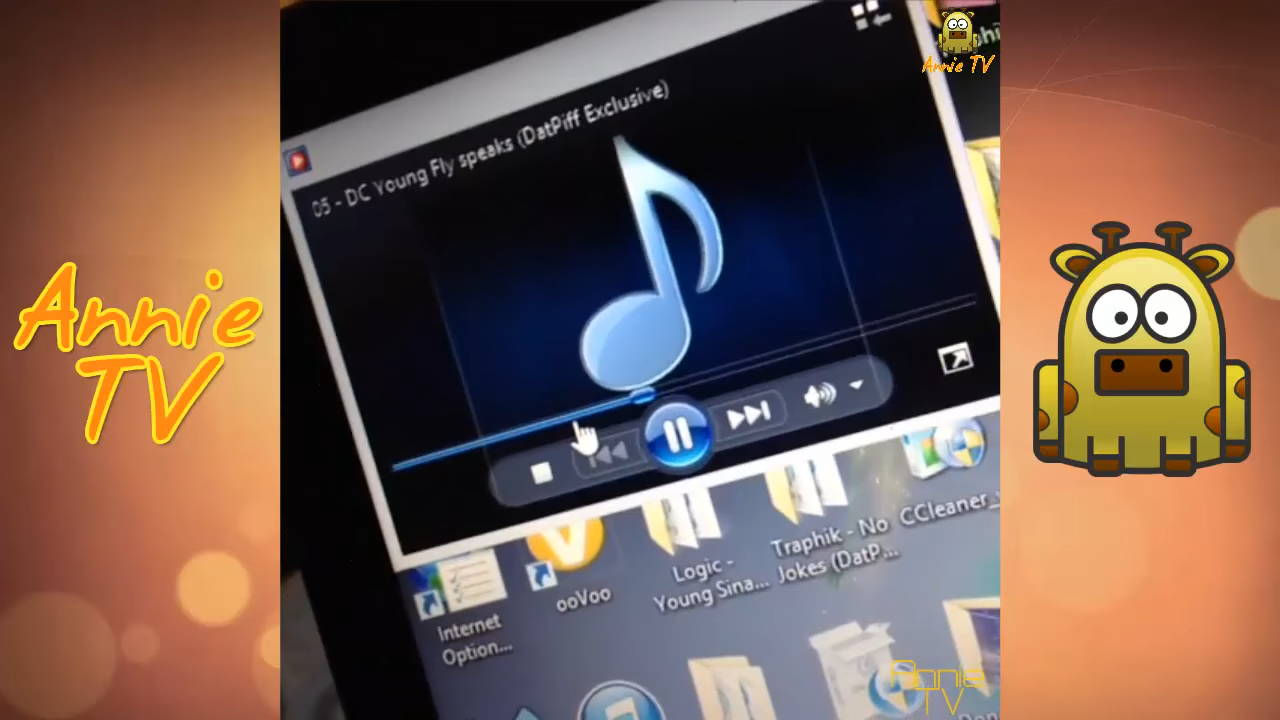 Annie TV
05 - DC Young Fly speaks (DatPiff Exclusive)
Annie
TV
Internet
Option...
ooVoo
Logic -
Young Sina...
Traphik - No
Jokes (DatP...
CCleaner_
Annie
TV